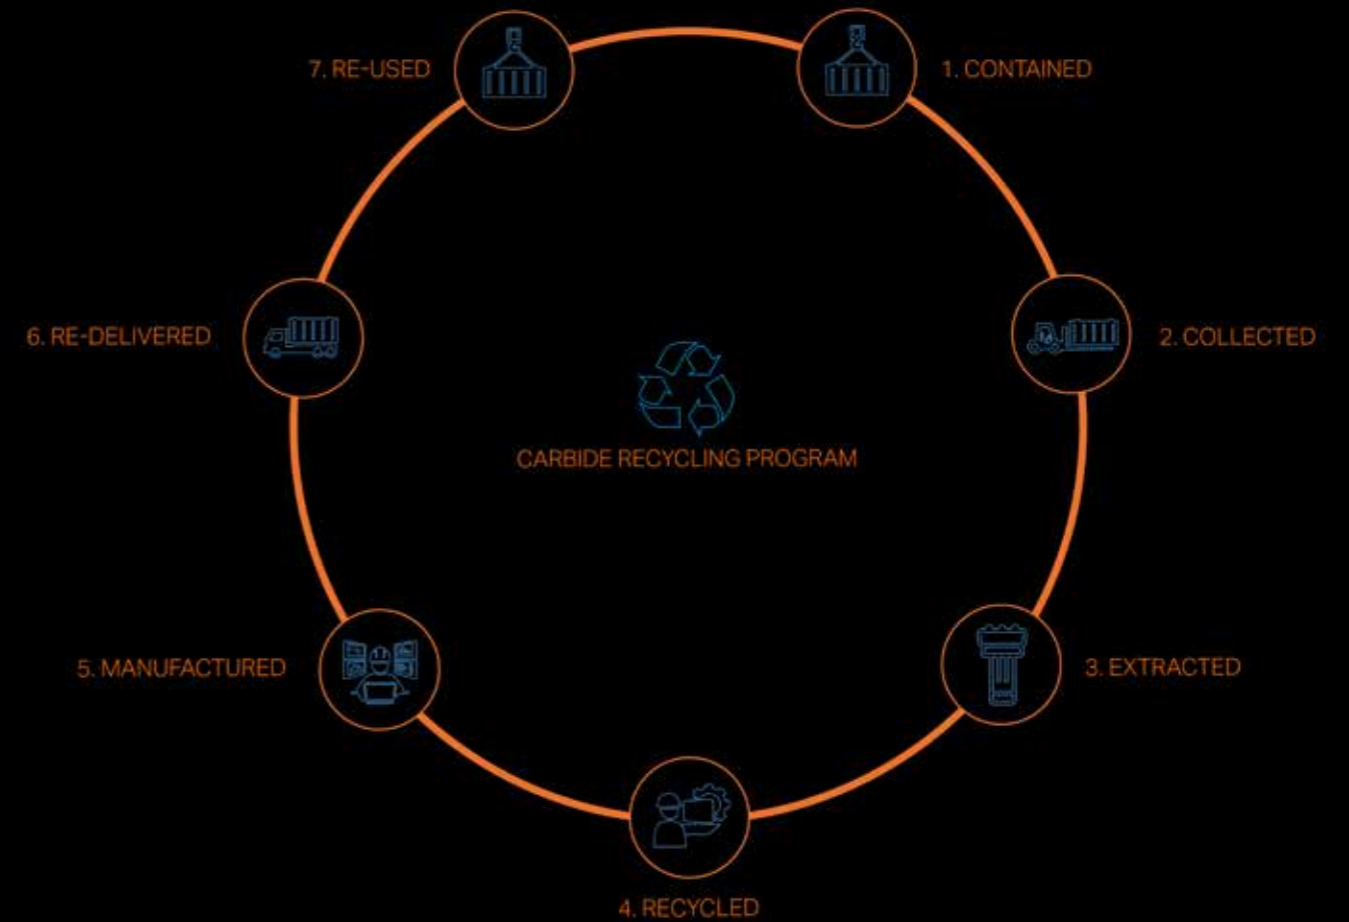 7. RE-USED
1. CONTAINED
6. RE-DELIVERED
2. COLLECTED
CARBIDE RECYCLING PROGRAM
5. MANUFACTURED
3. EXTRACTED
4. RECYCLED